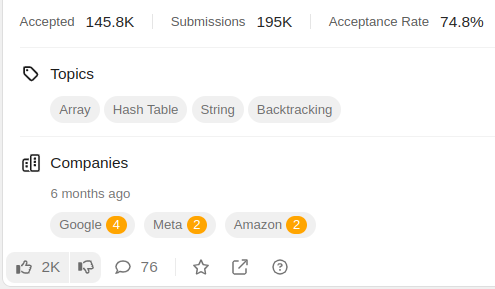 Accepted 145.8K Submissions 195K Acceptance Rate 74.8%
Topics
Array Hash Table String Backtracking
Companies
6 months ago
Google 4 Meta 2 Amazon 2
2K 76